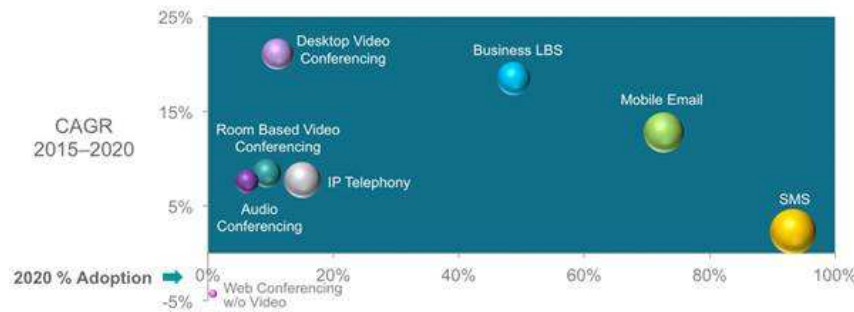 25%
Desktop Video
Conferencing
Business LBS
Mobile Email
CAGR
2015–2020
15%
Room Based Video
Conferencing
IP Telephony
5%
Audio
Conferencing
SMS
2020 % Adoption
0%
20%
40%
60%
80%
100%
Web Conferencing
w/o Video
-5%